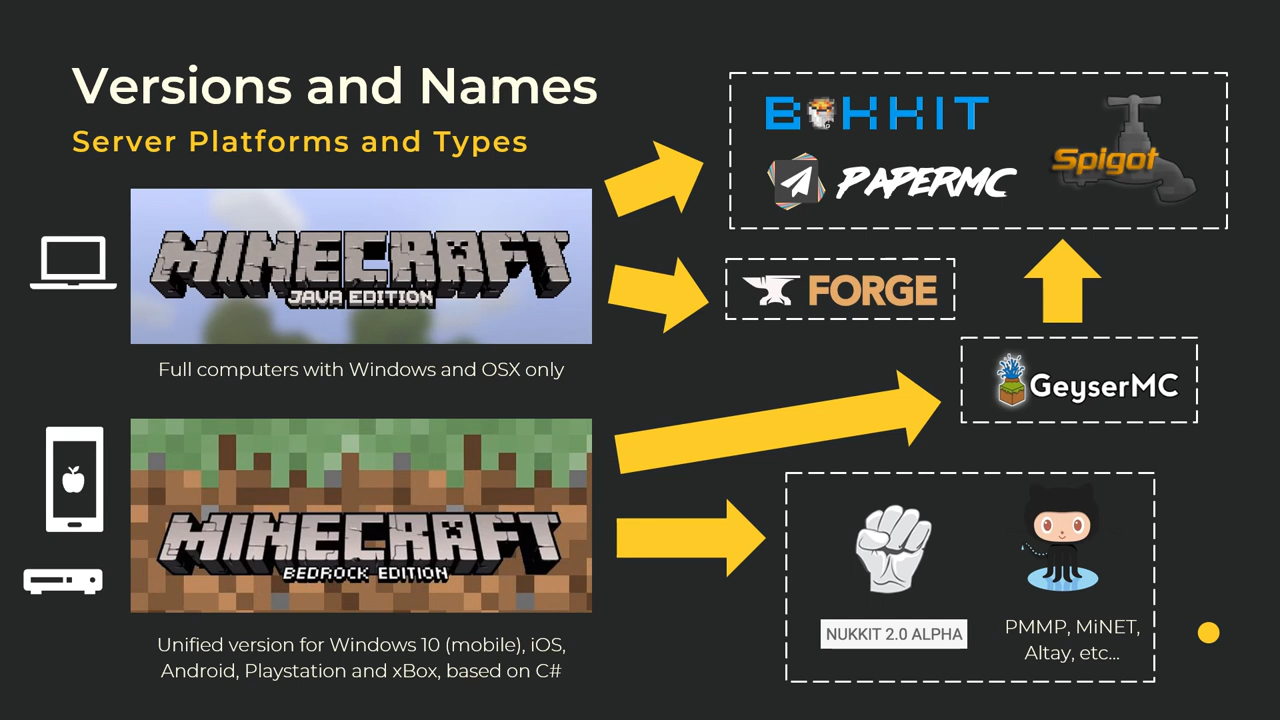 Versions and Names
Server Platforms and Types
MINECRAFT
JAVA EDITION
Full computers with Windows and OSX only
MINECRAFT
BEDROCK EDITION
Unified version for Windows 10 (mobile), iOS,
Android, Playstation and xBox, based on C#
BUKKIT
PAPERMC
Spigot
FORGE
GeyserMC
NUKKIT 2.0 ALPHA
PMMP, MiNET,
Altay, etc...